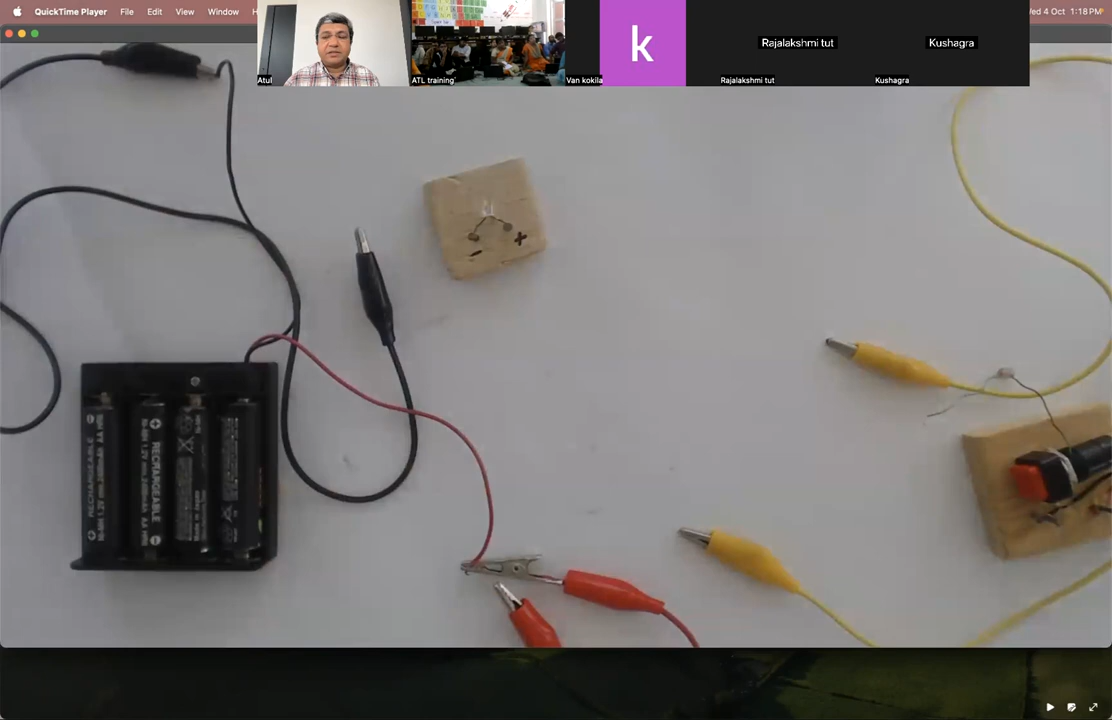 QuickTime Player File Edit View Window
Wed 4 Oct 1:18 PM
k
Rajalakshmi tut
Kushagra
Atul
ATL training
Van kokila
Rajalakshmi tut
Kushagra
RECHARGEABLE
RECHARGEABLE
+
-